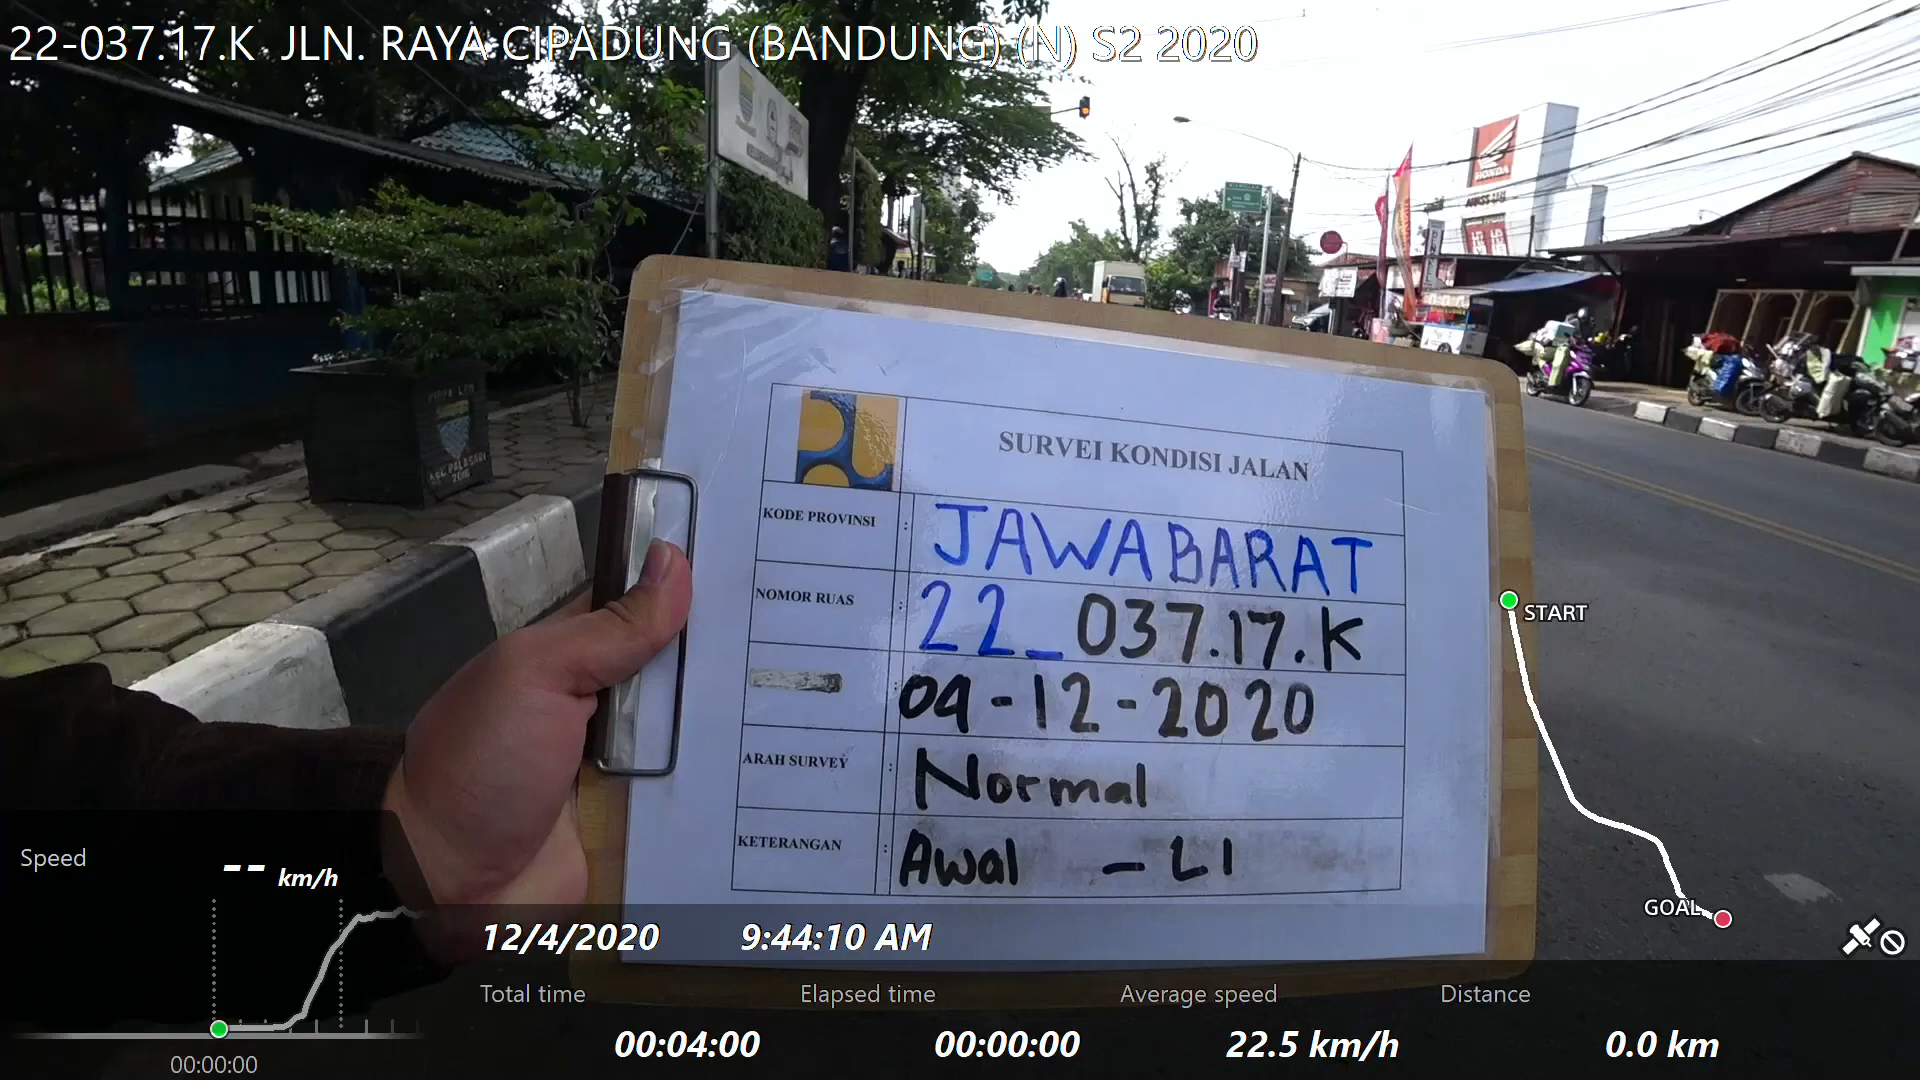 22-037.17.K JLN. RAYA CIPADUNG (BANDUNG) (N) S2 2020
HONDA
SURVEI KONDISI JALAN
KODE PROVINSI : JAWA BARAT
NOMOR RUAS : 22_037.17.K
: 04-12-2020
ARAH SURVEY : Normal
KETERANGAN : Awal - L1
START
GOAL
Speed
-- km/h
00:00:00
12/4/2020 9:44:10 AM
Total time Elapsed time Average speed Distance
00:04:00 00:00:00 22.5 km/h 0.0 km